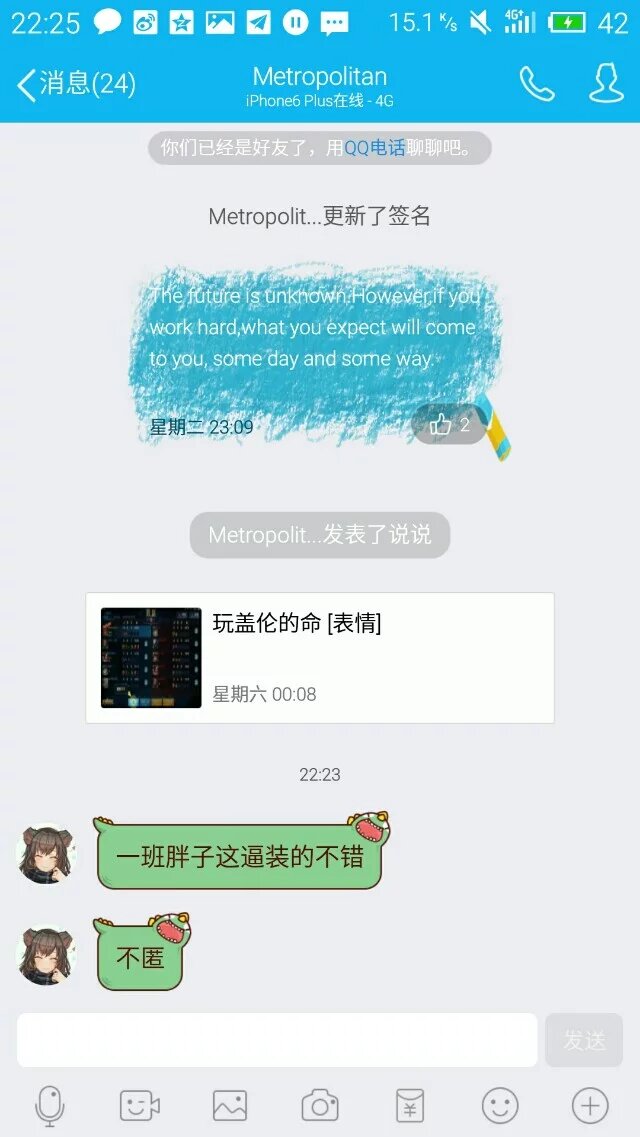 22:25
15.1 K/s
4G+
42
消息(24)
Metropolitan
iPhone6 Plus在线 - 4G
你们已经是好友了，用QQ电话聊聊吧。
Metropolit...更新了签名
The future is unknown.However,if you
work hard,what you expect will come
to you, some day and some way.
星期二 23:09
2
Metropolit...发表了说说
玩盖伦的命 [表情]
星期六 00:08
22:23
一班胖子这逼装的不错
不匿
发送
¥